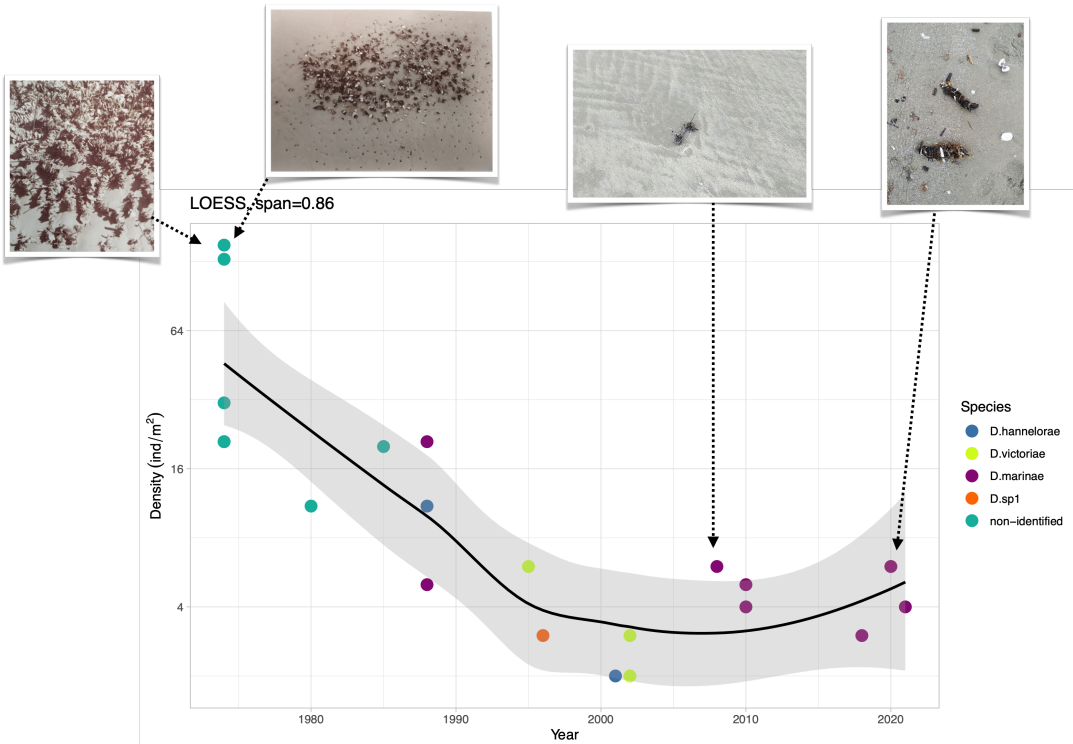 LOESS, span=0.86
64
16
4
Density (ind/m²)
1980
1990
2000
2010
2020
Year
Species
D.hannelorae
D.victoriae
D.marinae
D.sp1
non-identified